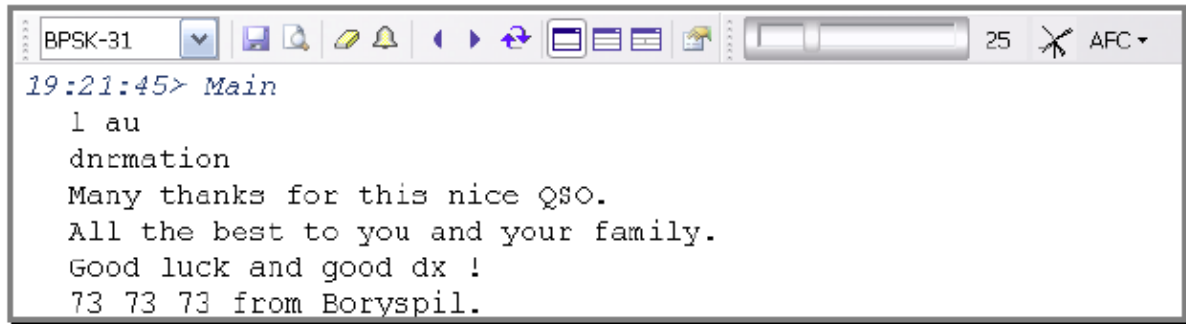 BPSK-31 25 AFC
19:21:45> Main
l au
dnrmation
Many thanks for this nice QSO.
All the best to you and your family.
Good luck and good dx !
73 73 73 from Boryspil.